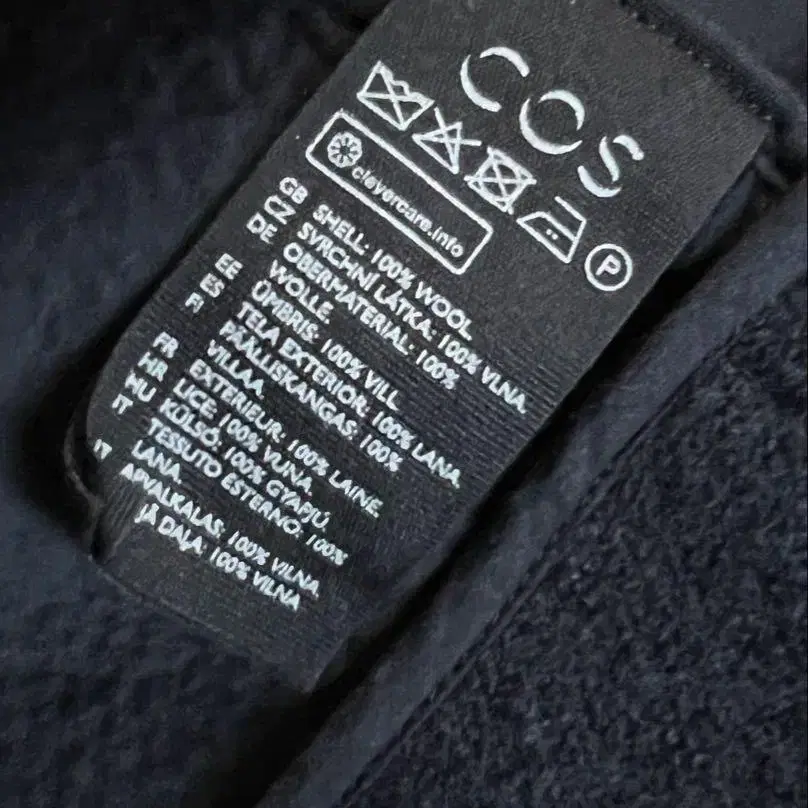 COS
P
clevercare.info
GB SHELL: 100% WOOL
CZ SVRCHNÍ LÁTKA: 100% VLNA.
DE OBERMATERIAL: 100%
WOLLE.
EE ÜMBRIS: 100% VILL.
ES TELA EXTERIOR: 100% LANA.
FI PÄÄLLISKANGAS: 100%
VILLAA.
FR EXTÉRIEUR: 100% LAINE.
HR LICE: 100% VUNA.
HU KÜLSŐ: 100% GYAPJÚ.
IT TESSUTO ESTERNO: 100%
LANA.
APVALKALAS: 100% VILNA.
JĀ DAĻA: 100% VILNA